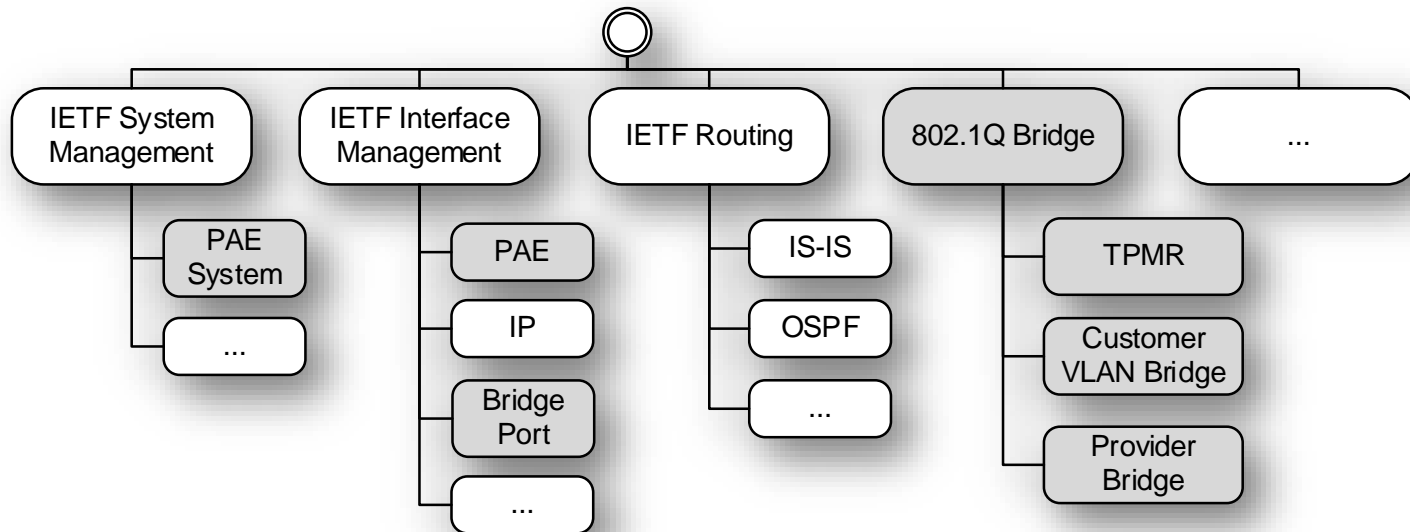 IETF System
Management
IETF Interface
Management
IETF Routing
802.1Q Bridge
...
PAE
System
...
PAE
IP
Bridge
Port
...
IS-IS
OSPF
...
TPMR
Customer
VLAN Bridge
Provider
Bridge